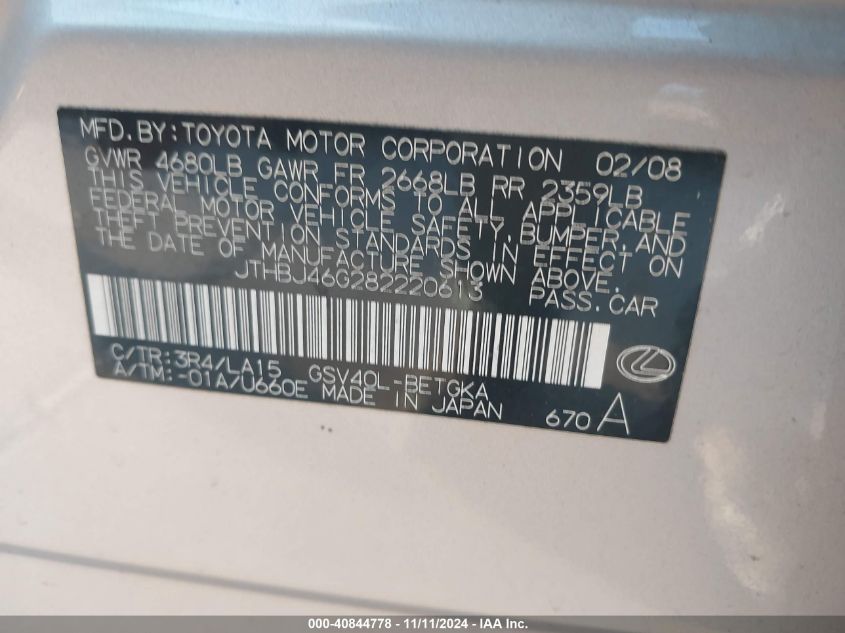 MFD. BY: TOYOTA MOTOR CORPORATION 02/08
GVWR 4680LB GAWR FR 2668LB RR 2359LB
THIS VEHICLE CONFORMS TO ALL APPLICABLE
FEDERAL MOTOR VEHICLE SAFETY, BUMPER, AND
THEFT PREVENTION STANDARDS IN EFFECT ON
THE DATE OF MANUFACTURE SHOWN ABOVE.
JTHBJ46G282220613 PASS. CAR
C/TR: 3R4/LA15 GSV40L-BETGKA
A/TM: -01A/U660E MADE IN JAPAN 670 A
000-40844778 - 11/11/2024 - IAA Inc.